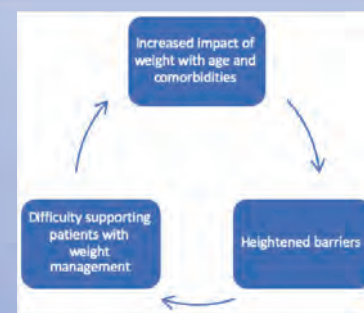 Increased impact of
weight with age and
comorbidities
Heightened barriers
Difficulty supporting
patients with
weight
management